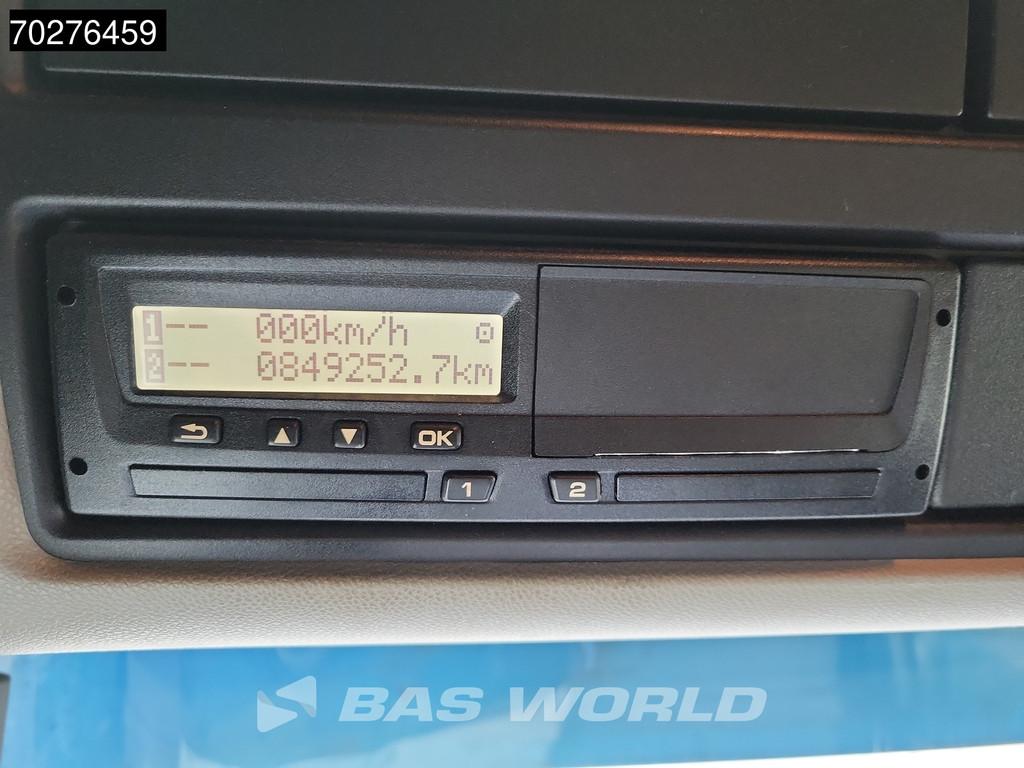 70276459
1-- 000km/h
2-- 0849252.7km
OK
1 2
BAS WORLD